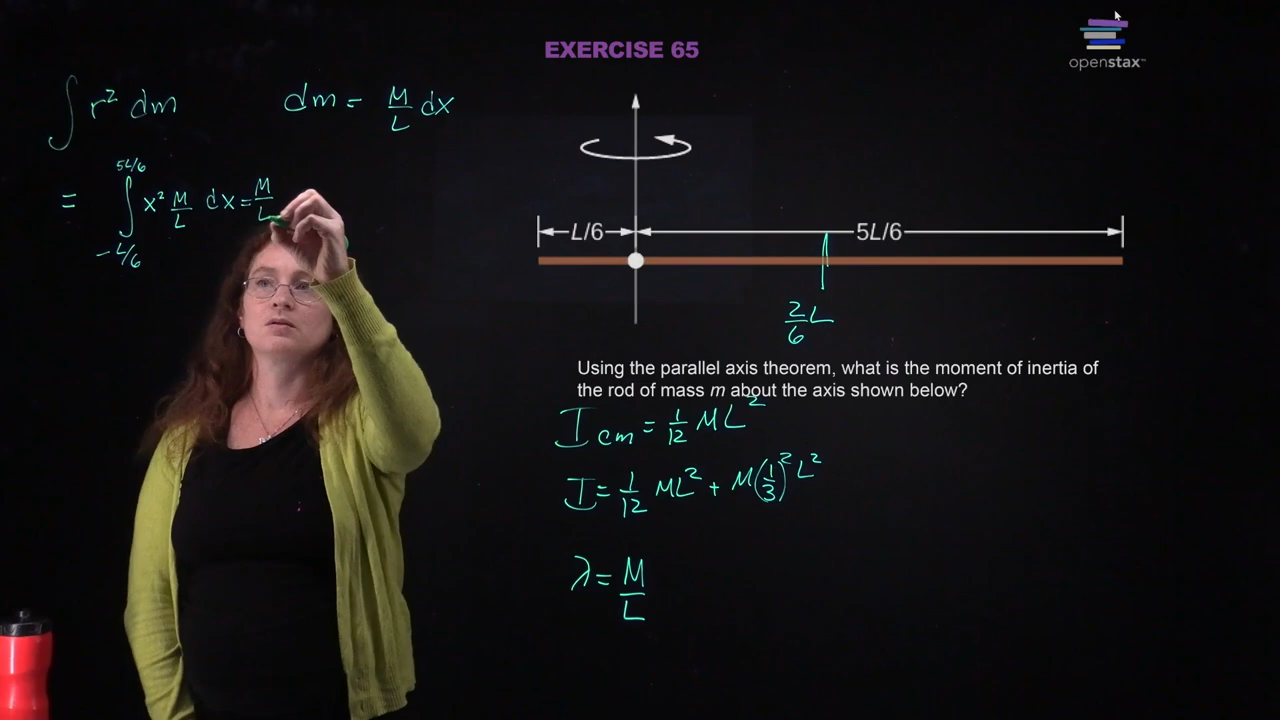 EXERCISE 65
openstax™
∫ r² dm    dm = M/L dx
= ∫_{-L/6}^{5L/6} x² M/L dx = M/L
L/6    5L/6
2/6 L
Using the parallel axis theorem, what is the moment of inertia of
the rod of mass m about the axis shown below?
I cm = 1/12 ML²
I = 1/12 ML² + M(1/3)² L²
λ = M/L